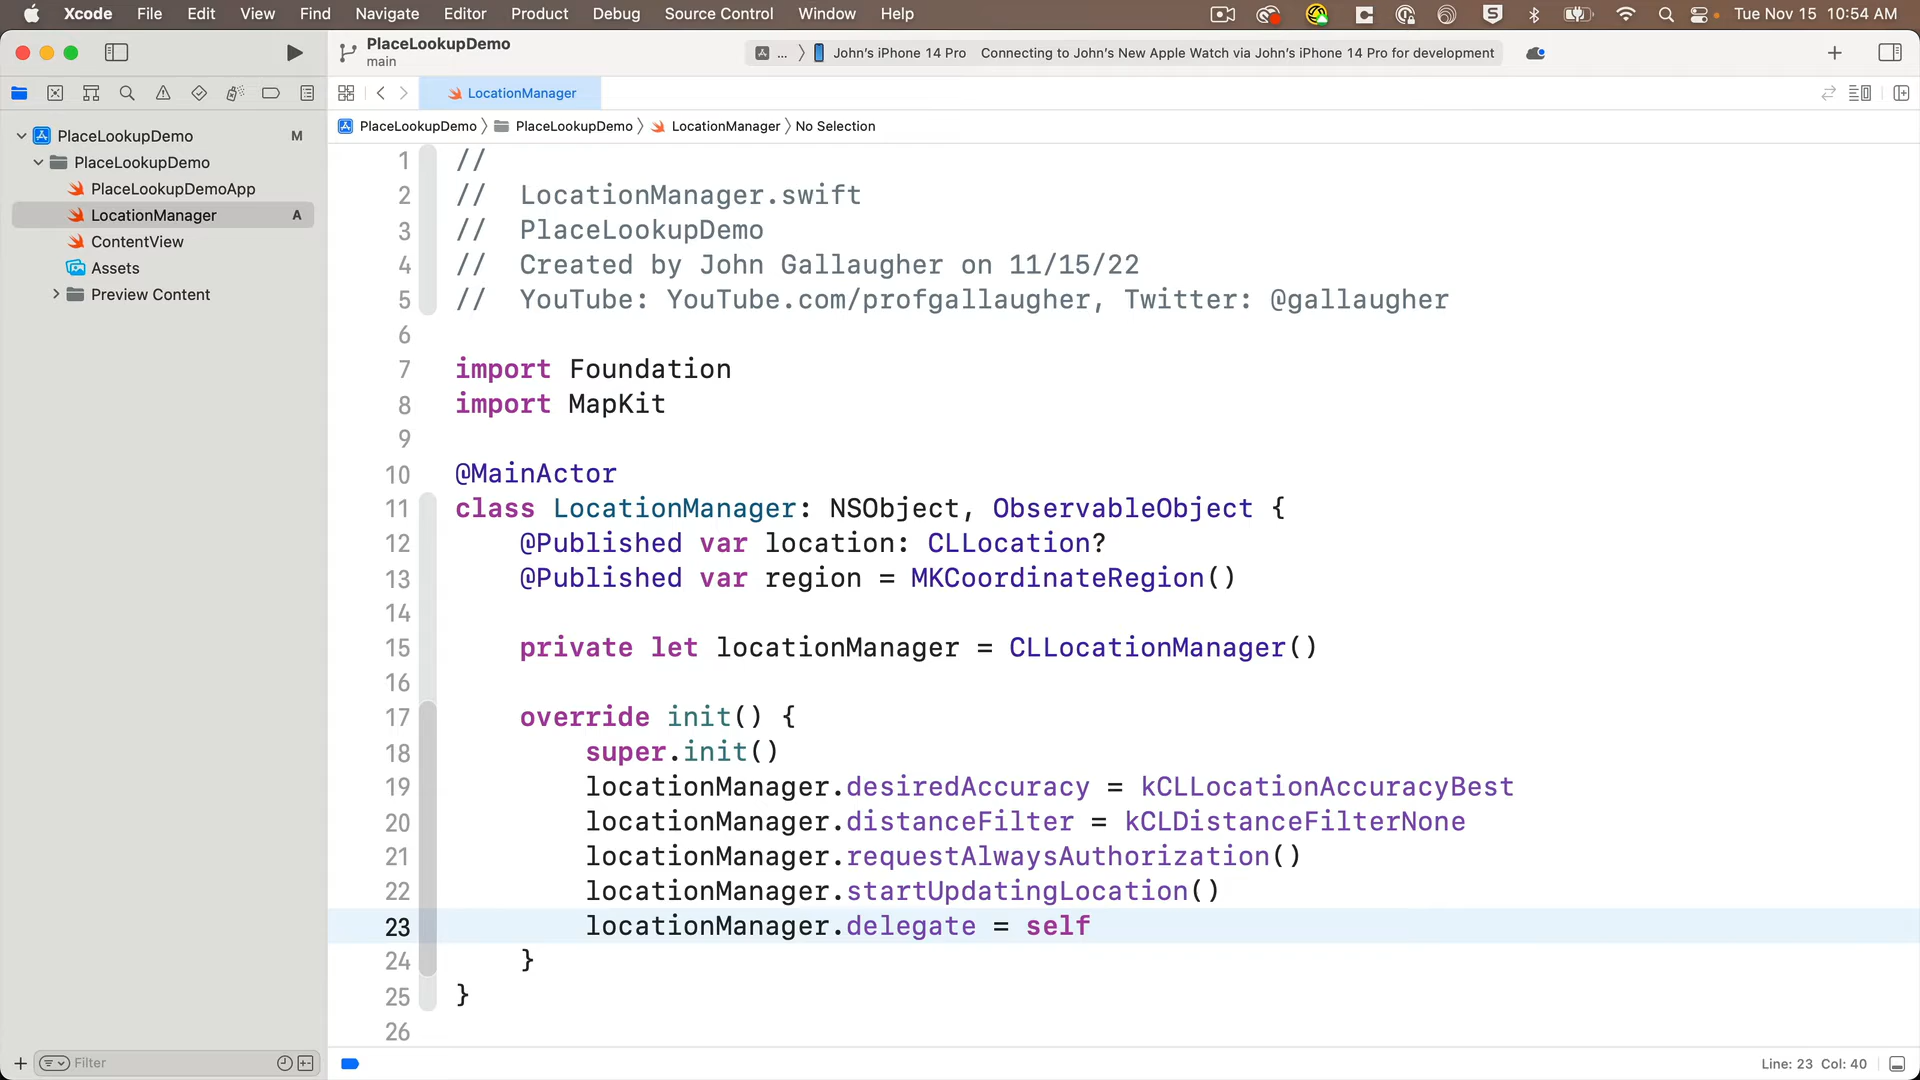 Xcode File Edit View Find Navigate Editor Product Debug Source Control Window Help Tue Nov 15 10:54 AM
PlaceLookupDemo
main
... John's iPhone 14 Pro Connecting to John's New Apple Watch via John's iPhone 14 Pro for development
LocationManager
PlaceLookupDemo PlaceLookupDemo LocationManager No Selection
PlaceLookupDemo M
PlaceLookupDemo
PlaceLookupDemoApp
LocationManager A
ContentView
Assets
Preview Content
1 //
2 //  LocationManager.swift
3 //  PlaceLookupDemo
4 //  Created by John Gallaugher on 11/15/22
5 //  YouTube: YouTube.com/profgallaugher, Twitter: @gallaugher
6
7 import Foundation
8 import MapKit
9
10 @MainActor
11 class LocationManager: NSObject, ObservableObject {
12     @Published var location: CLLocation?
13     @Published var region = MKCoordinateRegion()
14
15     private let locationManager = CLLocationManager()
16
17     override init() {
18         super.init()
19         locationManager.desiredAccuracy = kCLLocationAccuracyBest
20         locationManager.distanceFilter = kCLDistanceFilterNone
21         locationManager.requestAlwaysAuthorization()
22         locationManager.startUpdatingLocation()
23         locationManager.delegate = self
24     }
25 }
26
Filter
Line: 23 Col: 40